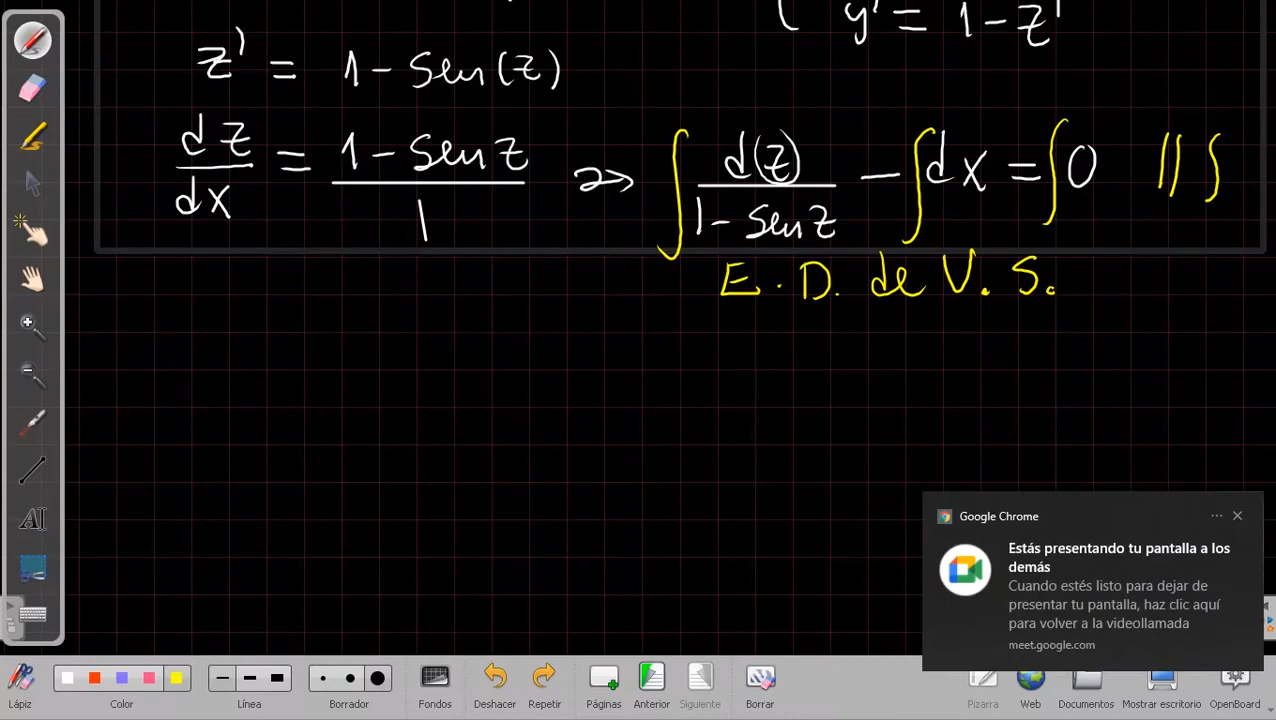 y' = 1 - z'
z' = 1 - Sen(z)
dz/dx = 1 - Sen z/1 => ∫ d(z)/1 - Sen z - ∫ dx = ∫ 0 // ∫
E. D. de V. S.
Google Chrome
Estás presentando tu pantalla a los
demás
Cuando estés listo para dejar de
presentar tu pantalla, haz clic aquí
para volver a la videollamada
meet.google.com
AI
Lápiz Color Línea Borrador Fondos Deshacer Repetir Páginas Anterior Siguiente Borrar Pizarra Web Documentos Mostrar escritorio OpenBoard